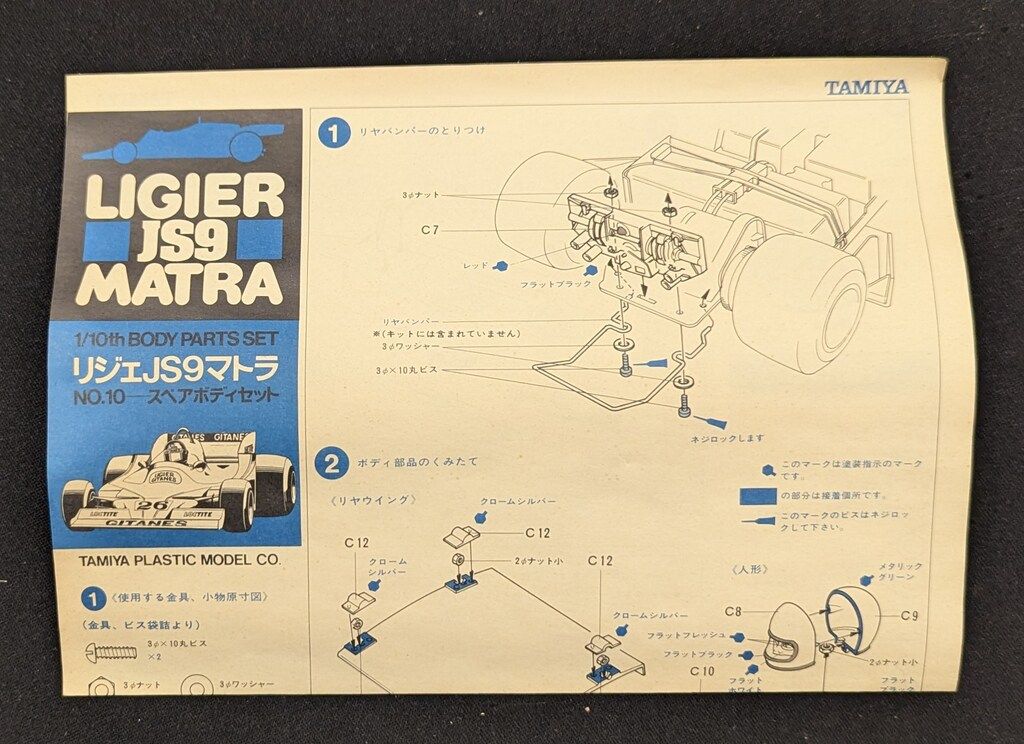 TAMIYA
LIGIER
JS9
MATRA
1/10th BODY PARTS SET
リジェJS9マトラ
NO.10—スペアボディセット
GITANES GITANES
LIGIER
GITANES
26
LOCTITE
LOCTITE
GITANES
TAMIYA PLASTIC MODEL CO.
1 《使用する金具、小物原寸図》
(金具、ビス袋詰より)
3φ×10丸ビス
×2
3φナット
3φワッシャー
1 リヤバンパーのとりつけ
3φナット
C7
レッド
フラットブラック
リヤバンパー
※(キットには含まれていません)
3φワッシャー
3φ×10丸ビス
ネジロックします
2 ボディ部品のくみたて
《リヤウイング》
クロームシルバー
C12
2φナット小
C12
クローム
シルバー
C12
クロームシルバー
このマークは塗装指示のマーク
です。
の部分は接着個所です。
このマークのビスはネジロッ
クして下さい。
《人形》
メタリック
グリーン
C8
C9
フラットフレッシュ
フラットブラック
C10
2φナット小
フラット
ホワイト
フラット
ブラック